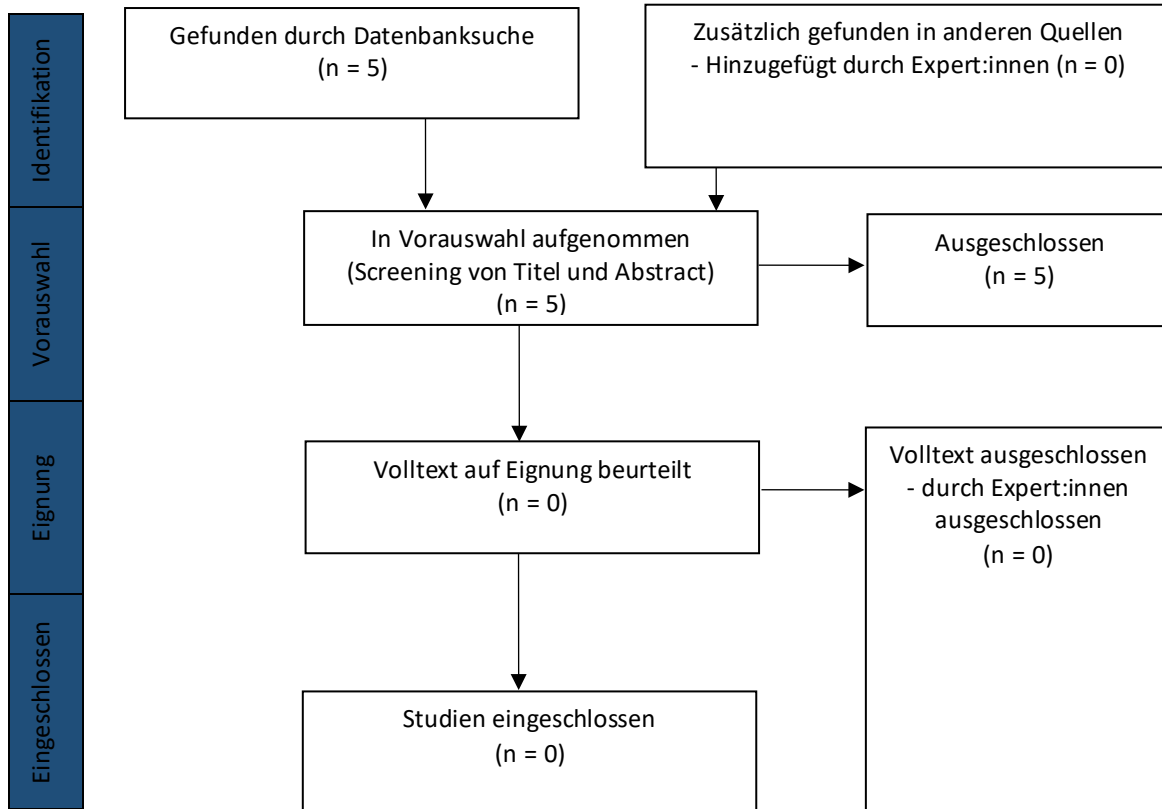 Identifikation
Gefunden durch Datenbanksuche
(n = 5)
Zusätzlich gefunden in anderen Quellen
- Hinzugefügt durch Expert:innen (n = 0)
Vorauswahl
In Vorauswahl aufgenommen
(Screening von Titel und Abstract)
(n = 5)
Ausgeschlossen
(n = 5)
Eignung
Volltext auf Eignung beurteilt
(n = 0)
Volltext ausgeschlossen
- durch Expert:innen
ausgeschlossen
(n = 0)
Eingeschlossen
Studien eingeschlossen
(n = 0)